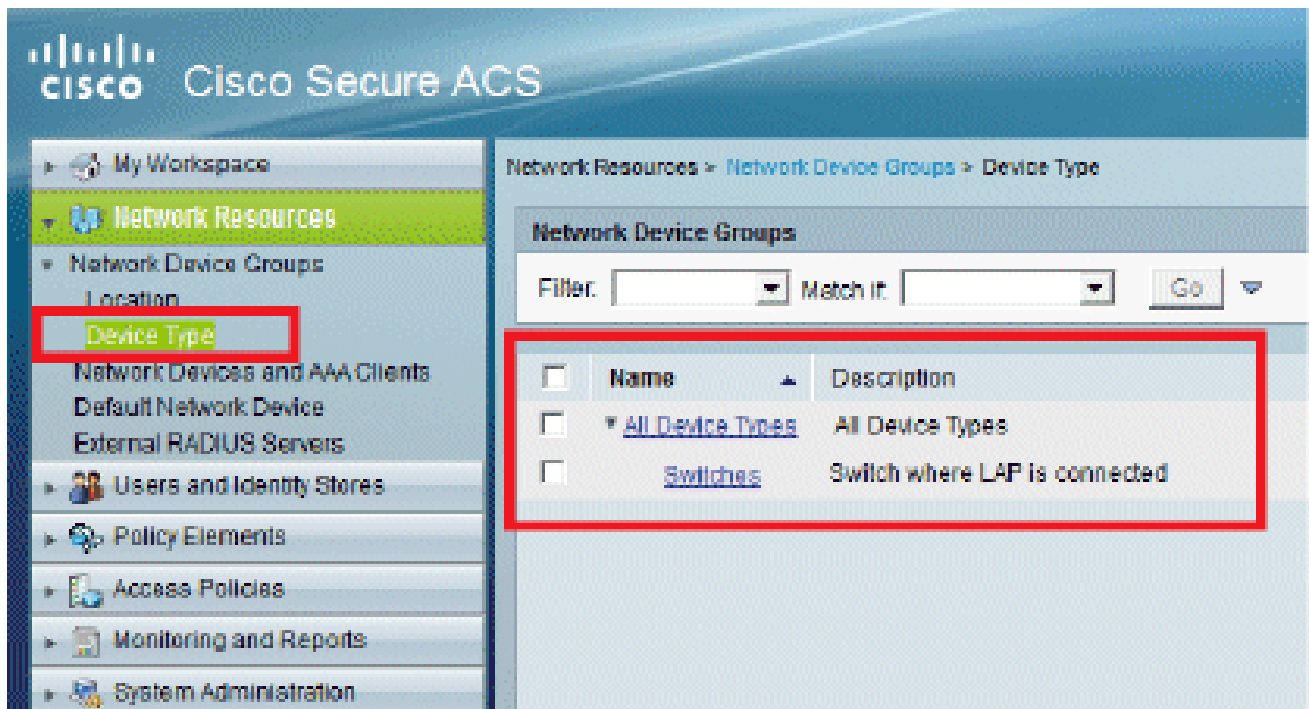 cisco Cisco Secure ACS
My Workspace
Network Resources
Network Device Groups
Location
Device Type
Network Devices and AAA Clients
Default Network Device
External RADIUS Servers
Users and Identity Stores
Policy Elements
Access Policies
Monitoring and Reports
System Administration
Network Resources > Network Device Groups > Device Type
Network Device Groups
Filter: Match if: Go
Name Description
All Device Types All Device Types
Switches Switch where LAP is connected